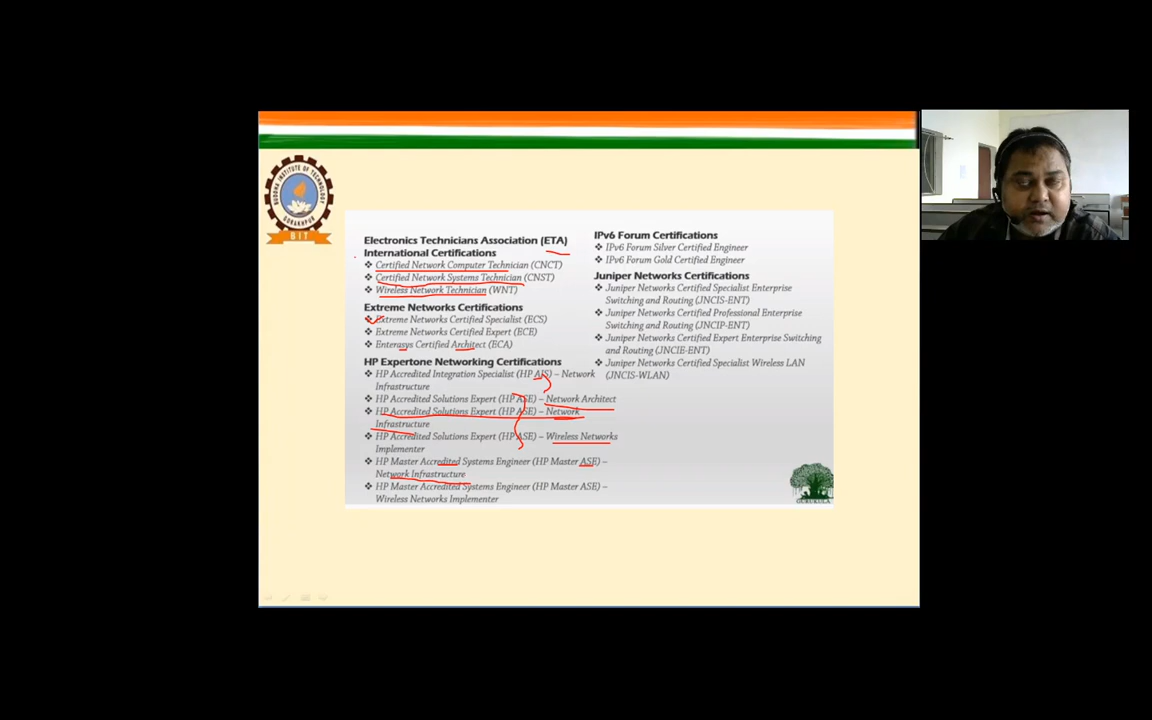 BUDDHA INSTITUTE OF TECHNOLOGY
GORAKHPUR
BIT
Electronics Technicians Association (ETA)
International Certifications
❖ Certified Network Computer Technician (CNCT)
❖ Certified Network Systems Technician (CNST)
❖ Wireless Network Technician (WNT)
Extreme Networks Certifications
❖ Extreme Networks Certified Specialist (ECS)
❖ Extreme Networks Certified Expert (ECE)
❖ Enterasys Certified Architect (ECA)
HP Expertone Networking Certifications
❖ HP Accredited Integration Specialist (HP AIS) – Network
Infrastructure
❖ HP Accredited Solutions Expert (HP ASE) – Network Architect
❖ HP Accredited Solutions Expert (HP ASE) – Network
Infrastructure
❖ HP Accredited Solutions Expert (HP ASE) – Wireless Networks
Implementer
❖ HP Master Accredited Systems Engineer (HP Master ASE) –
Network Infrastructure
❖ HP Master Accredited Systems Engineer (HP Master ASE) –
Wireless Networks Implementer
IPv6 Forum Certifications
❖ IPv6 Forum Silver Certified Engineer
❖ IPv6 Forum Gold Certified Engineer
Juniper Networks Certifications
❖ Juniper Networks Certified Specialist Enterprise
Switching and Routing (JNCIS-ENT)
❖ Juniper Networks Certified Professional Enterprise
Switching and Routing (JNCIP-ENT)
❖ Juniper Networks Certified Expert Enterprise Switching
and Routing (JNCIE-ENT)
❖ Juniper Networks Certified Specialist Wireless LAN
(JNCIS-WLAN)
GURUKULA